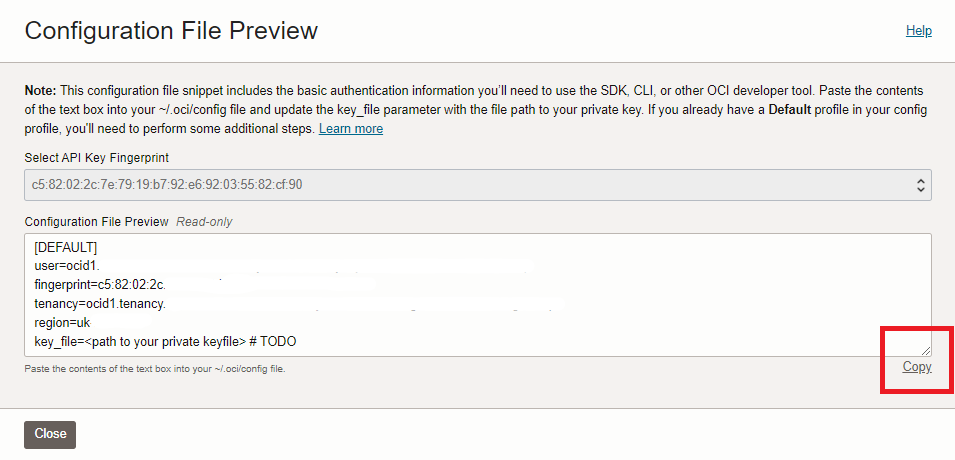 Configuration File Preview
Help
Note: This configuration file snippet includes the basic authentication information you'll need to use the SDK, CLI, or other OCI developer tool. Paste the contents
of the text box into your ~/.oci/config file and update the key_file parameter with the file path to your private key. If you already have a Default profile in your config
profile, you'll need to perform some additional steps. Learn more
Select API Key Fingerprint
c5:82:02:2c:7e:79:19:b7:92:e6:92:03:55:82:cf:90
Configuration File Preview Read-only
[DEFAULT]
user=ocid1.
fingerprint=c5:82:02:2c.
tenancy=ocid1.tenancy.
region=uk
key_file=<path to your private keyfile> # TODO
Paste the contents of the text box into your ~/.oci/config file.
Copy
Close